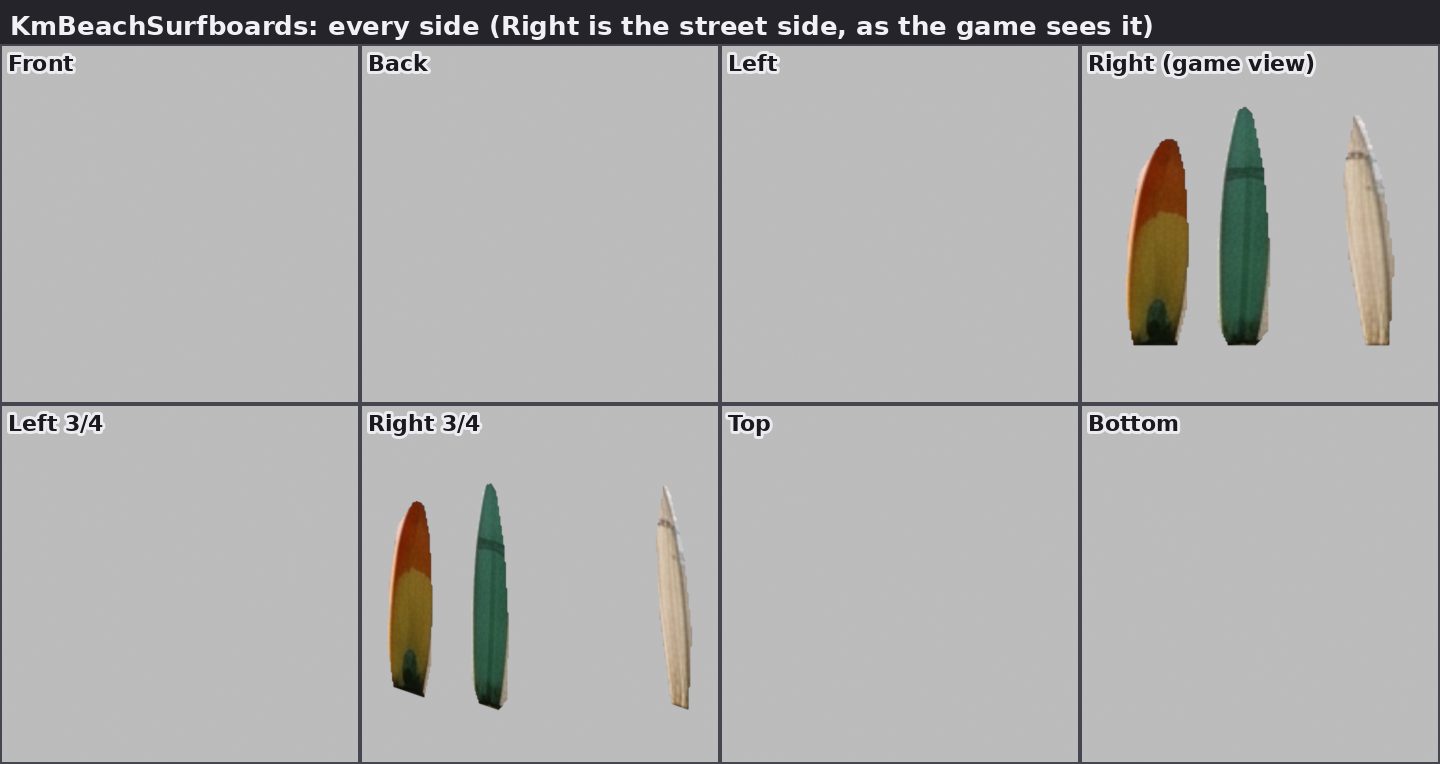 KmBeachSurfboards: every side (Right is the street side, as the game sees it)
Front
Back
Left
Right (game view)
Left 3/4
Right 3/4
Top
Bottom